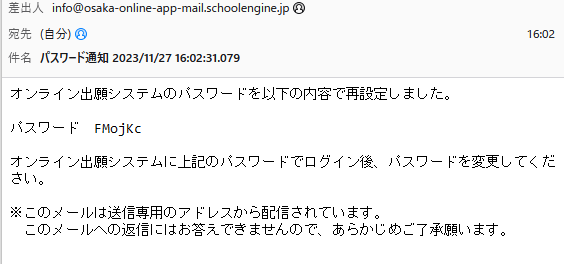 差出人 info@osaka-online-app-mail.schoolengine.jp
宛先 (自分) 16:02
件名 パスワード通知 2023/11/27 16:02:31.079
オンライン出願システムのパスワードを以下の内容で再設定しました。
パスワード　FMojKc
オンライン出願システムに上記のパスワードでログイン後、パスワードを変更してくだ
さい。
※このメールは送信専用のアドレスから配信されています。
　このメールへの返信にはお答えできませんので、あらかじめご了承願います。